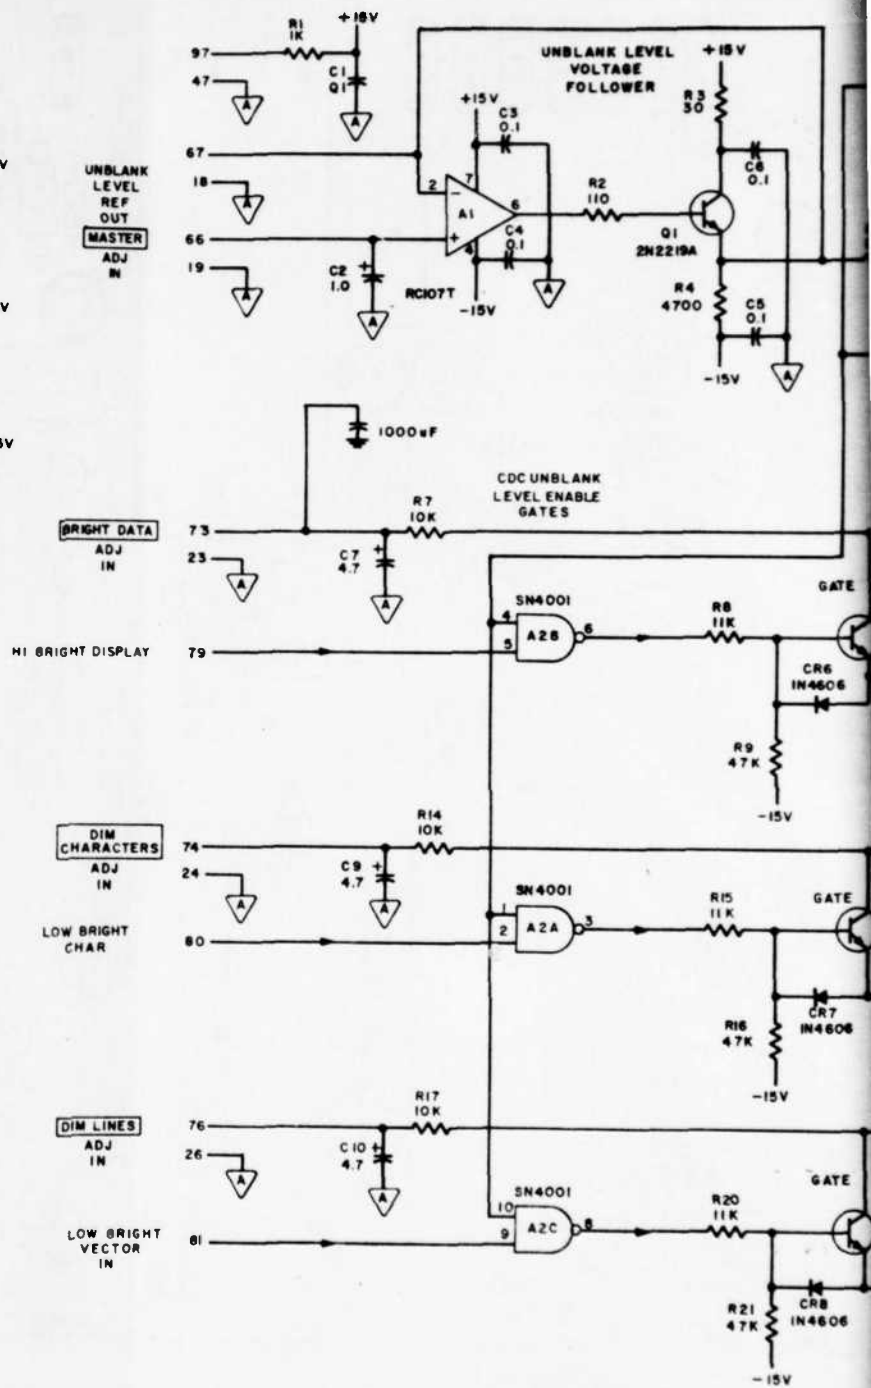 +15V
R1
1K
97
47
C1
0.1
A
UNBLANK LEVEL
VOLTAGE
FOLLOWER
+15V
R3
30
+15V
C3
0.1
C6
0.1
V
67
UNBLANK
LEVEL
REF
OUT
18
A
2
7
A1
6
4
R2
110
Q1
2N2219A
MASTER
ADJ
IN
66
19
A
C2
1.0
A
C4
0.1
A
RC107T
-15V
R4
4700
C5
0.1
-15V
A
V
5V
1000uF
CDC UNBLANK
LEVEL ENABLE
GATES
R7
10K
BRIGHT DATA
ADJ
IN
73
23
A
C7
4.7
A
GATE
SN4001
4
5
A2B
6
R8
11K
HI BRIGHT DISPLAY
79
CR6
1N4606
R9
47K
-15V
R14
10K
DIM
CHARACTERS
ADJ
IN
74
24
A
C9
4.7
A
SN4001
1
2
A2A
3
R15
11K
GATE
LOW BRIGHT
CHAR
80
CR7
1N4606
R16
47K
-15V
R17
10K
DIM LINES
ADJ
IN
76
26
A
C10
4.7
A
SN4001
10
9
A2C
8
R20
11K
GATE
LOW BRIGHT
VECTOR
IN
81
CR8
1N4606
R21
47K
-15V